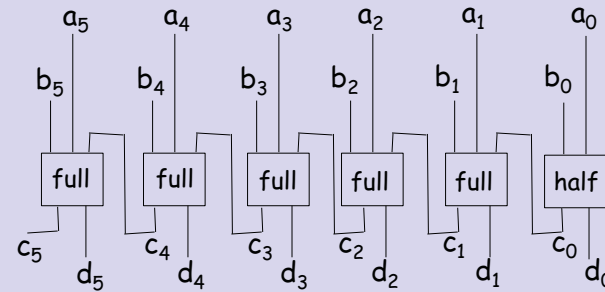 a₅ a₄ a₃ a₂ a₁ a₀
b₅ b₄ b₃ b₂ b₁ b₀
full full full full full half
c₅ c₄ c₃ c₂ c₁ c₀
d₅ d₄ d₃ d₂ d₁ d₀